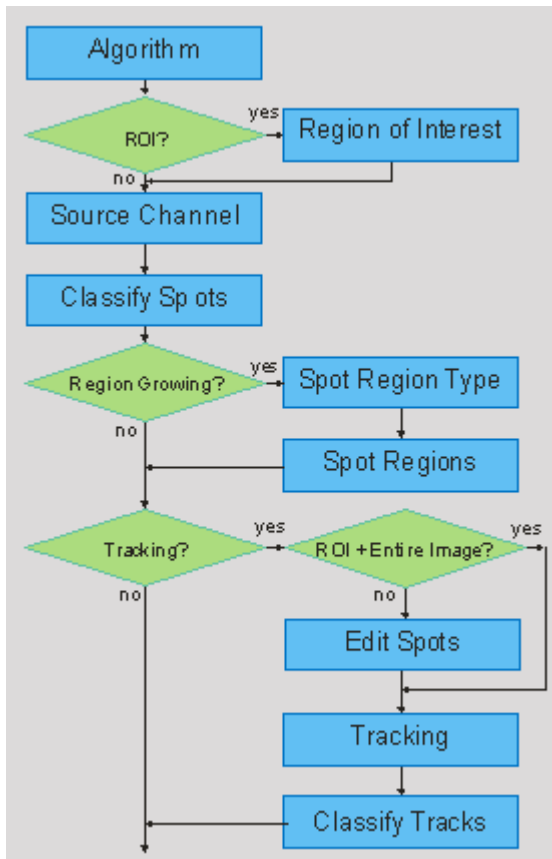 Algorithm
ROI?
yes
Region of Interest
no
Source Channel
Classify Spots
Region Growing?
yes
Spot Region Type
no
Spot Regions
Tracking?
yes
ROI +Entire Image?
yes
no
no
Edit Spots
Tracking
Classify Tracks